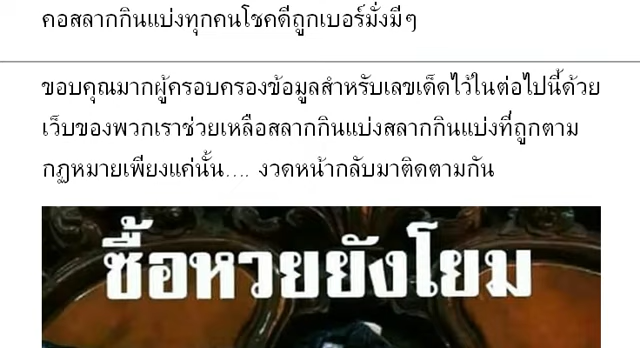 คอสลากกินแบ่งทุกคนโชคดีถูกเบอร์มั่งมีๆ
ขอบคุณมากผู้ครอบครองข้อมูลสำหรับเลขเด็ดไว้ในต่อไปนี้ด้วย
เว็บของพวกเราช่วยเหลือสลากกินแบ่งสลากกินแบ่งที่ถูกตาม
กฎหมายเพียงแค่นั้น…. งวดหน้ากลับมาติดตามกัน
ซื้อหวยยังโยม